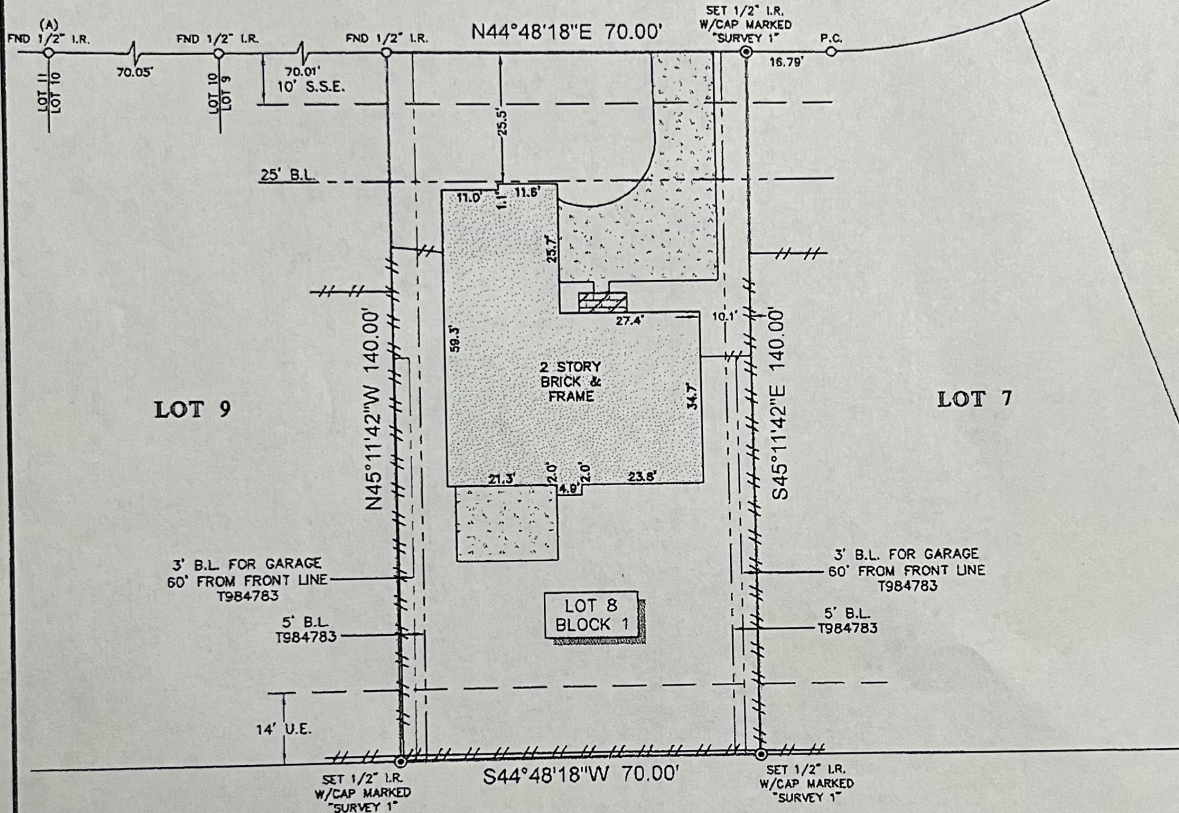 (A)
FND 1/2" I.R.
FND 1/2" I.R.
FND 1/2" I.R.
N44°48'18"E 70.00'
SET 1/2" I.R.
W/CAP MARKED
"SURVEY 1"
P.C.
70.05'
70.01'
16.79'
LOT 11
LOT 10
LOT 10
LOT 9
10' S.S.E.
25.5'
25' B.L.
11.0'
1.1'
11.6'
25.7'
27.4'
10.1'
59.3'
2 STORY
BRICK &
FRAME
34.7'
N45°11'42"W 140.00'
S45°11'42"E 140.00'
LOT 9
LOT 7
21.3'
2.0'
4.9'
2.0'
23.8'
3' B.L. FOR GARAGE
60' FROM FRONT LINE
T984783
3' B.L. FOR GARAGE
60' FROM FRONT LINE
T984783
5' B.L.
T984783
LOT 8
BLOCK 1
5' B.L.
T984783
14' U.E.
SET 1/2" I.R.
W/CAP MARKED
"SURVEY 1"
S44°48'18"W 70.00'
SET 1/2" I.R.
W/CAP MARKED
"SURVEY 1"